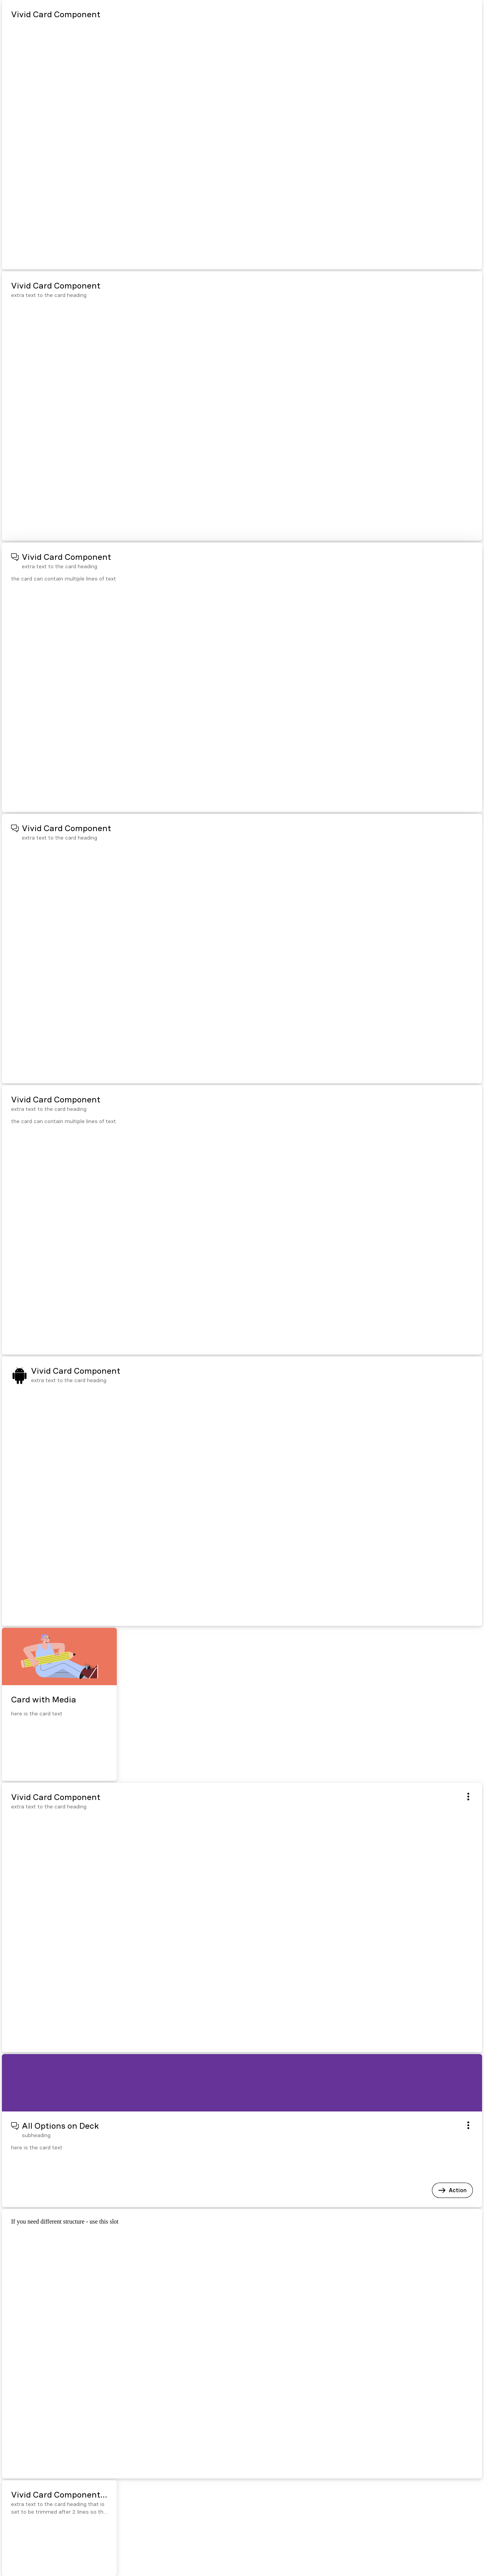 Vivid Card Component
Vivid Card Component
extra text to the card heading
Vivid Card Component
extra text to the card heading
the card can contain multiple lines of text
Vivid Card Component
extra text to the card heading
Vivid Card Component
extra text to the card heading
the card can contain multiple lines of text
Vivid Card Component
extra text to the card heading
Card with Media
here is the card text
Vivid Card Component
extra text to the card heading
All Options on Deck
subheading
here is the card text
Action
If you need different structure - use this slot
Vivid Card Component...
extra text to the card heading that is
set to be trimmed after 2 lines so th...